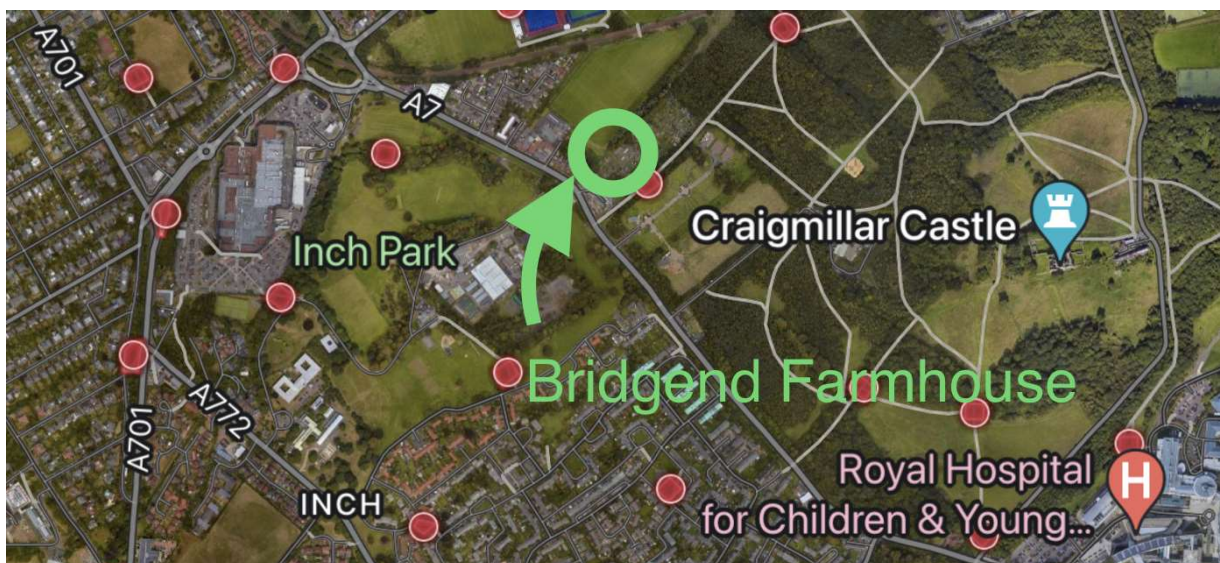 A701
A7
Craigmillar Castle
Inch Park
Bridgend Farmhouse
A772
A701
Royal Hospital
for Children & Young...
H
INCH